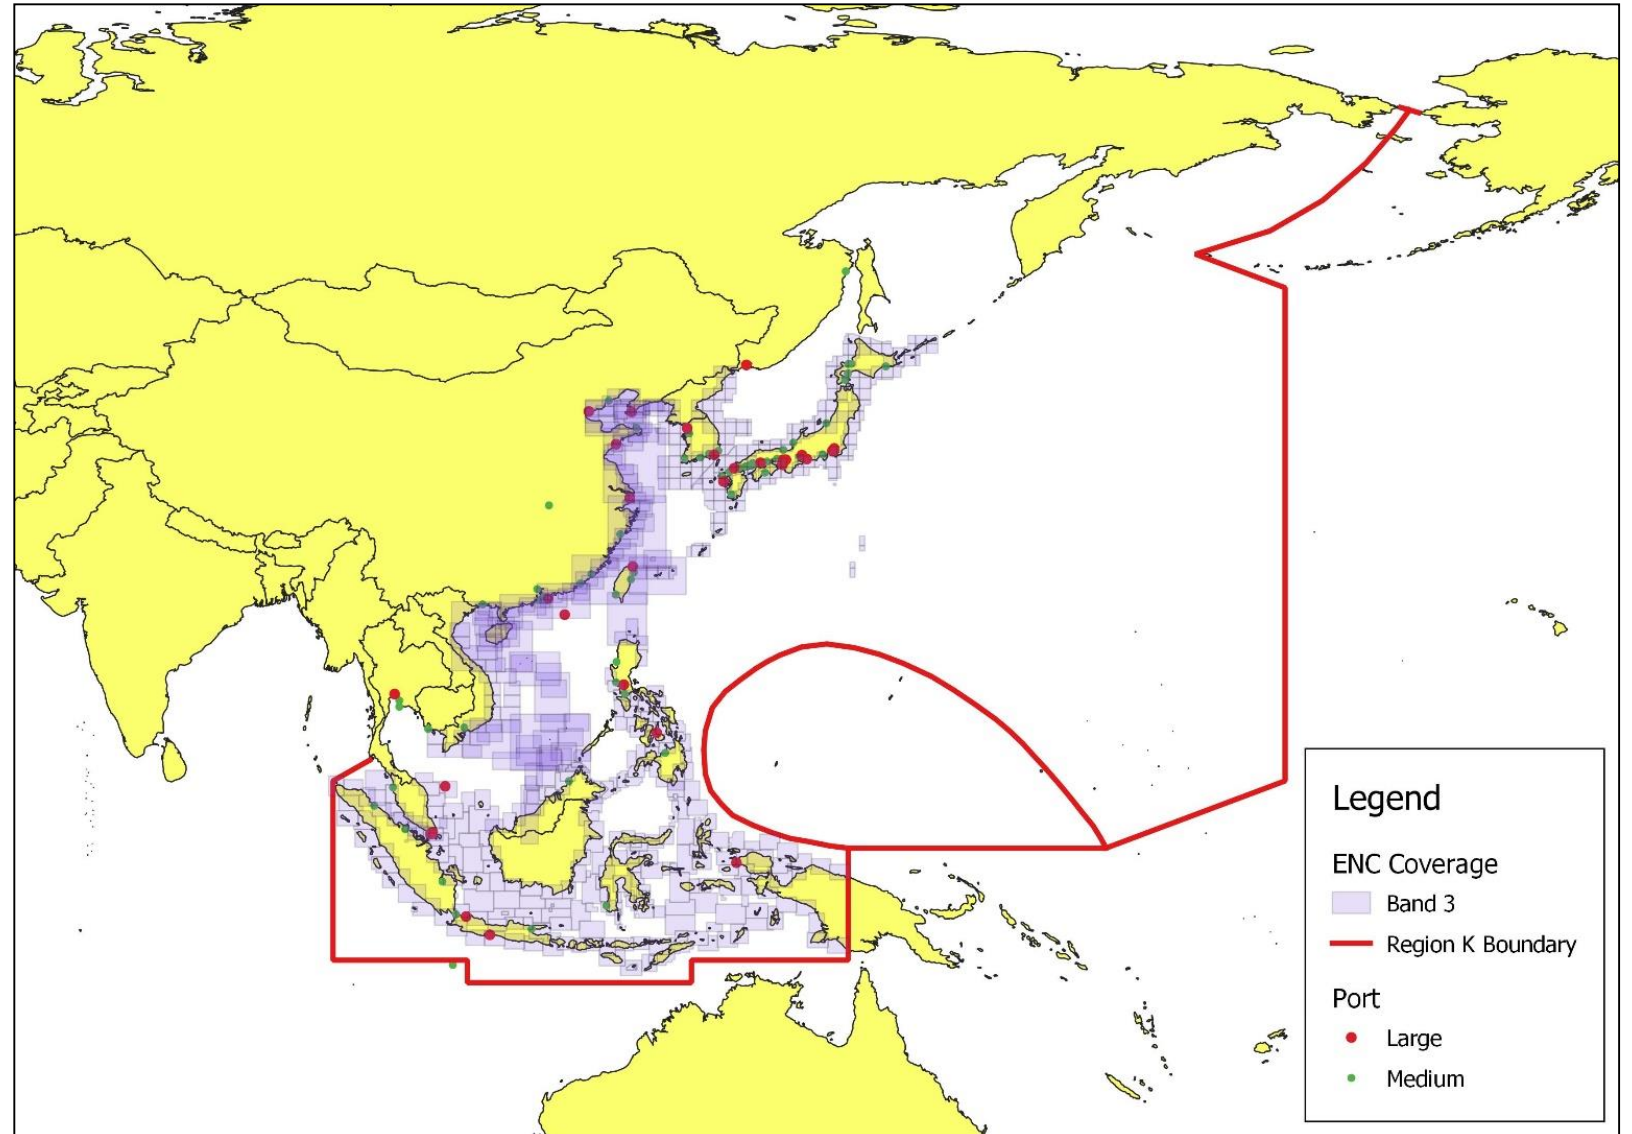 Legend
ENC Coverage
Band 3
Region K Boundary
Port
Large
Medium